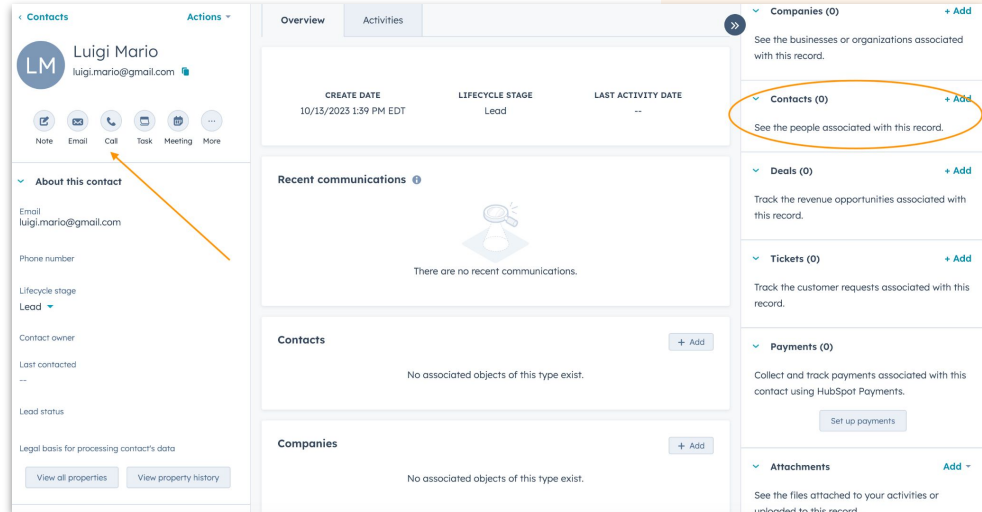 Contacts
Actions
LM
Luigi Mario
luigi.mario@gmail.com
Note Email Call Task Meeting More
About this contact
Email
luigi.mario@gmail.com
Phone number
Lifecycle stage
Lead
Contact owner
Last contacted
--
Lead status
Legal basis for processing contact's data
View all properties View property history
Overview Activities
CREATE DATE LIFECYCLE STAGE LAST ACTIVITY DATE
10/13/2023 1:39 PM EDT Lead --
Recent communications
There are no recent communications.
Contacts + Add
No associated objects of this type exist.
Companies + Add
No associated objects of this type exist.
Companies (0) + Add
See the businesses or organizations associated
with this record.
Contacts (0) + Add
See the people associated with this record.
Deals (0) + Add
Track the revenue opportunities associated with
this record.
Tickets (0) + Add
Track the customer requests associated with this
record.
Payments (0)
Collect and track payments associated with this
contact using HubSpot Payments.
Set up payments
Attachments Add
See the files attached to your activities or
uploaded to this record.